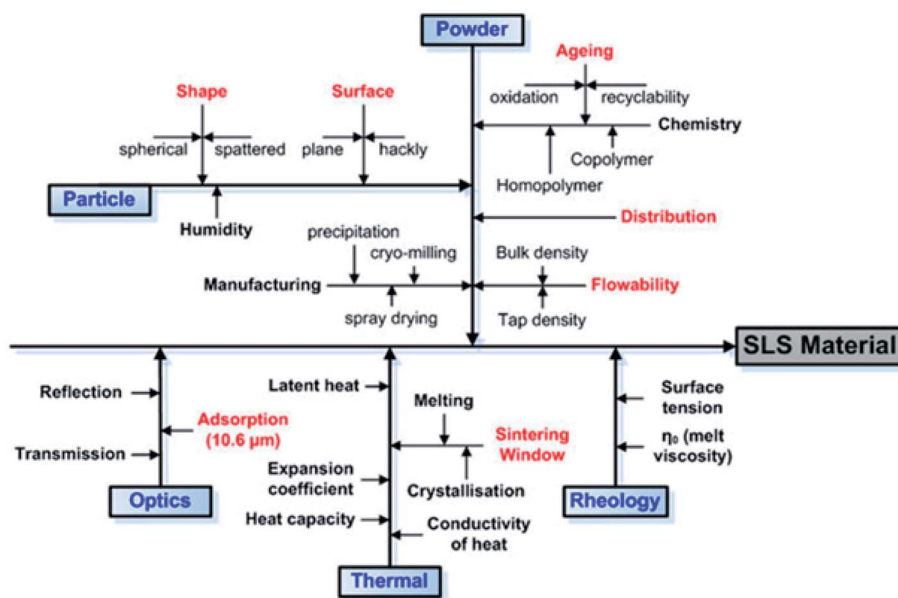 Powder
Ageing
oxidation
recyclability
Shape
Surface
Chemistry
spherical
spattered
plane
hackly
Copolymer
Homopolymer
Particle
Humidity
Distribution
precipitation
cryo-milling
Bulk density
Manufacturing
Flowability
spray drying
Tap density
SLS Material
Reflection
Latent heat
Surface
tension
Melting
Adsorption
(10.6 μm)
Sintering
Window
η₀ (melt
viscosity)
Transmission
Expansion
coefficient
Crystallisation
Optics
Rheology
Heat capacity
Conductivity
of heat
Thermal